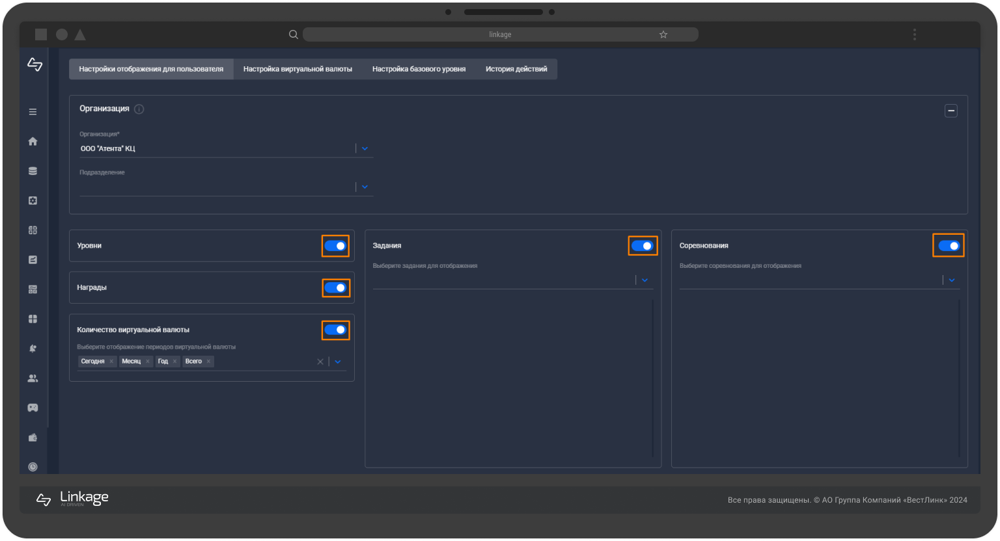 linkage
Настройки отображения для пользователя
Настройка виртуальной валюты
Настройка базового уровня
История действий
Организация
Организация*
ООО "Атента" КЦ
Подразделение
Уровни
Награды
Количество виртуальной валюты
Выберите отображение периодов виртуальной валюты
Сегодня × Месяц × Год × Всего ×
Задания
Выберите задания для отображения
Соревнования
Выберите соревнования для отображения
Linkage
AI DRIVEN
Все права защищены. © АО Группа Компаний «ВестЛинк» 2024